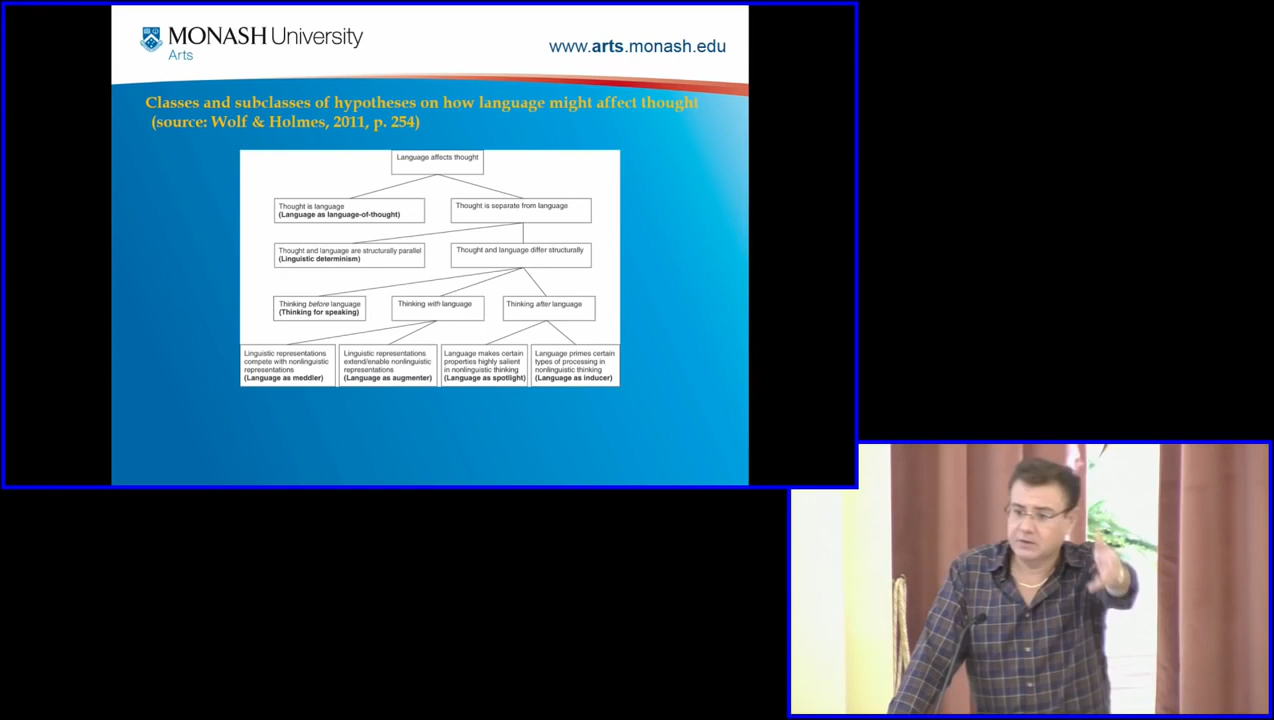 MONASH University
Arts
www.arts.monash.edu
Classes and subclasses of hypotheses on how language might affect thought
(source: Wolf & Holmes, 2011, p. 254)
Language affects thought
Thought is language
(Language as language-of-thought)
Thought is separate from language
Thought and language are structurally parallel
(Linguistic determinism)
Thought and language differ structurally
Thinking before language
(Thinking for speaking)
Thinking with language
Thinking after language
Linguistic representations
compete with nonlinguistic
representations
(Language as meddler)
Linguistic representations
extend/enable nonlinguistic
representations
(Language as augmenter)
Language makes certain
properties highly salient
in nonlinguistic thinking
(Language as spotlight)
Language primes certain
types of processing in
nonlinguistic thinking
(Language as inducer)